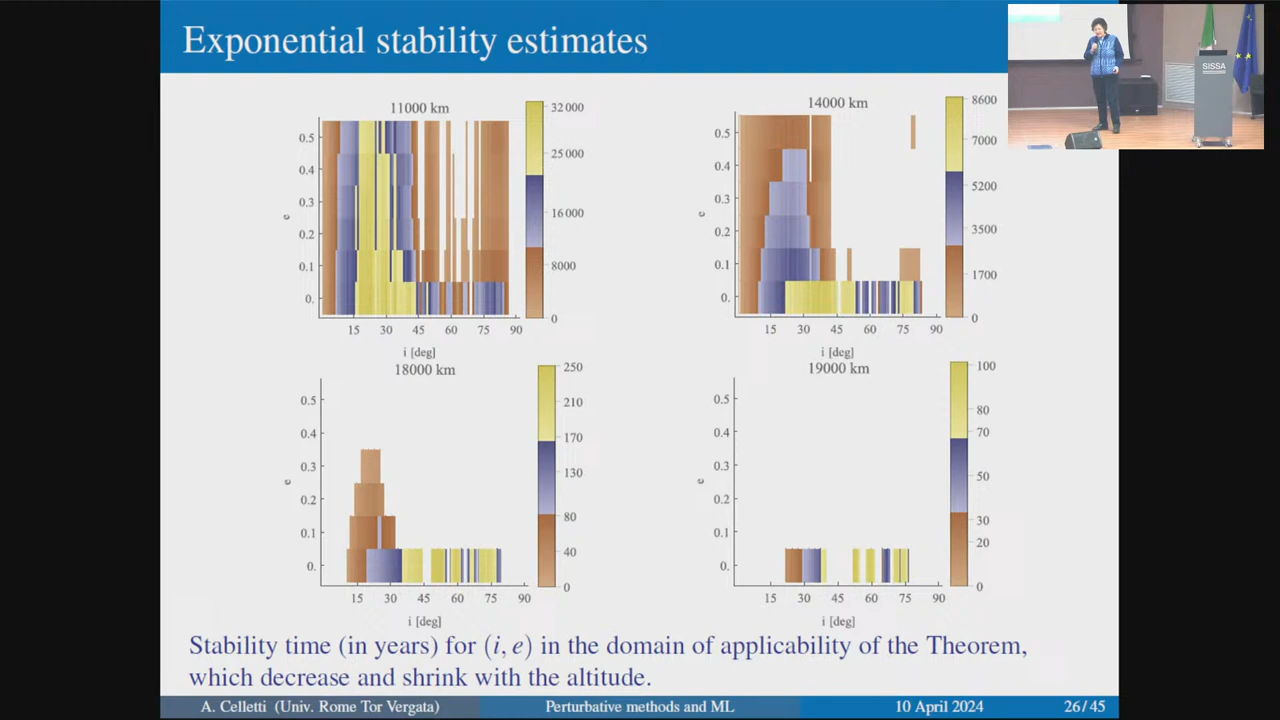 Exponential stability estimates
SISSA
11000 km
0.5
0.4
0.3
0.2
0.1
0.
e
15 30 45 60 75 90
i [deg]
32000
25000
16000
8000
0
14000 km
0.5
0.4
0.3
0.2
0.1
0.
e
15 30 45 60 75 90
i [deg]
8600
7000
5200
3500
1700
0
18000 km
0.5
0.4
0.3
0.2
0.1
0.
e
15 30 45 60 75 90
i [deg]
250
210
170
130
80
40
0
19000 km
0.5
0.4
0.3
0.2
0.1
0.
e
15 30 45 60 75 90
i [deg]
100
80
70
50
30
20
0
Stability time (in years) for (i, e) in the domain of applicability of the Theorem,
which decrease and shrink with the altitude.
A. Celletti (Univ. Rome Tor Vergata) Perturbative methods and ML 10 April 2024 26/45